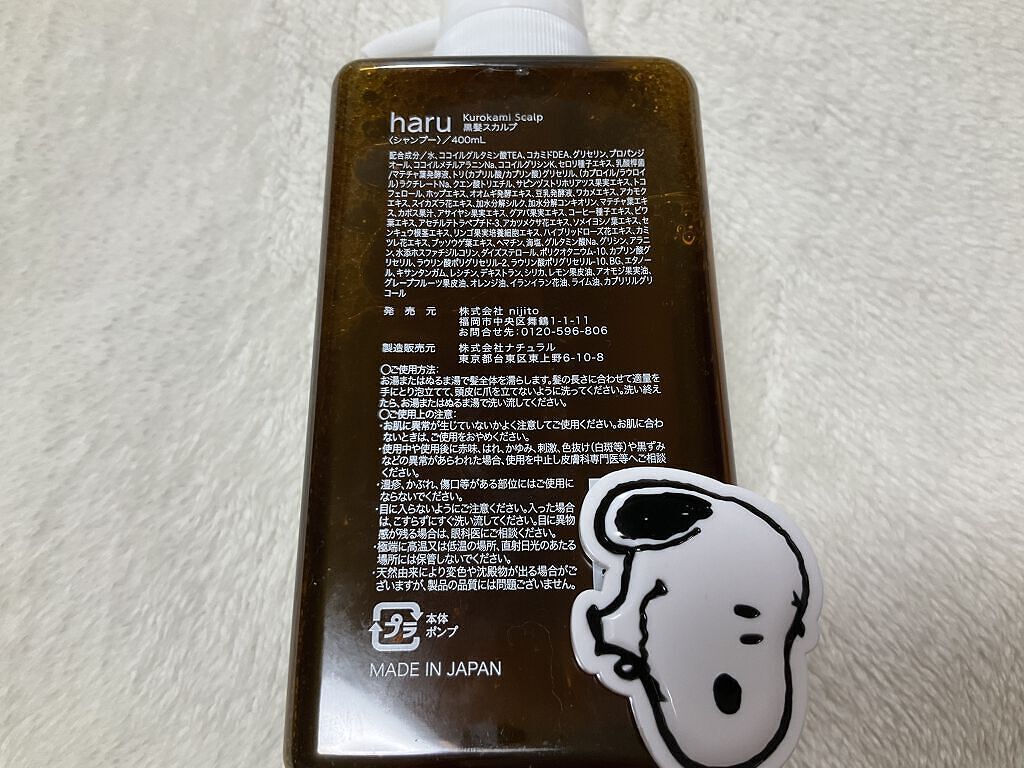 haru Kurokami Scalp
黒髪スカルプ
〈シャンプー〉/400mL
配合成分/水、ココイルグルタミン酸TEA、コカミドDEA、グリセリン、プロパンジ
オール、ココイルメチルアラニンNa、ココイルグリシンK、セロリ種子エキス、乳酸桿菌
/マテチャ葉発酵液、トリ(カプリル酸/カプリン酸)グリセリル、(カプロイル/ラウロイ
ル)ラクチレートNa、クエン酸トリエチル、サピンズストリホリアツス果実エキス、トコ
フェロール、ホップエキス、オオムギ発酵エキス、豆乳発酵液、ワカメエキス、アカモク
エキス、スイカズラ花エキス、加水分解シルク、加水分解コンキオリン、マテチャ葉エキ
ス、カボス果汁、アサイヤシ果実エキス、グアバ果実エキス、コーヒー種子エキス、ビワ
葉エキス、アセチルテトラペプチド-3、アカツメクサ花エキス、ソメイヨシノ葉エキス、セ
ンキュウ根茎エキス、リンゴ果実培養細胞エキス、ハイブリッドローズ花エキス、カミ
ツレ花エキス、ブッソウゲ葉エキス、ヘマチン、海塩、グルタミン酸Na、グリシン、アラニ
ン、水添ホスファチジルコリン、ダイズステロール、ポリクオタニウム-10、カプリン酸グ
リセリル、ラウリン酸ポリグリセリル-2、ラウリン酸ポリグリセリル-10、BG、エタノー
ル、キサンタンガム、レシチン、デキストラン、シリカ、レモン果皮油、アオモジ果実油、
グレープフルーツ果皮油、オレンジ油、イランイラン花油、ライム油、カプリリルグリ
コール
発売元 株式会社 nijito
福岡市中央区舞鶴1-1-11
お問合せ先:0120-596-806
製造販売元 株式会社ナチュラル
東京都台東区東上野6-10-8
〇ご使用方法:
お湯またはぬるま湯で髪全体を濡らします。髪の長さに合わせて適量を
手にとり泡立てて、頭皮に爪を立てないように洗ってください。洗い終え
たら、お湯またはぬるま湯で洗い流してください。
〇ご使用上の注意:
・お肌に異常が生じていないかよく注意してご使用ください。お肌に合わ
ないときは、ご使用をおやめください。
・使用中や使用後に赤味、はれ、かゆみ、刺激、色抜け(白斑等)や黒ずみ
などの異常があらわれた場合、使用を中止し皮膚科専門医等へご相談
ください。
・湿疹、かぶれ、傷口等がある部位にはご使用に
ならないでください。
・目に入らないようにご注意ください。入った場合
は、こすらずにすぐ洗い流してください。目に異物
感が残る場合は、眼科医にご相談ください。
・極端に高温又は低温の場所、直射日光のあたる
場所には保管しないでください。
・天然由来により変色や沈殿物が出る場合がご
ざいますが、製品の品質には問題ございません。
プラ 本体
ポンプ
MADE IN JAPAN